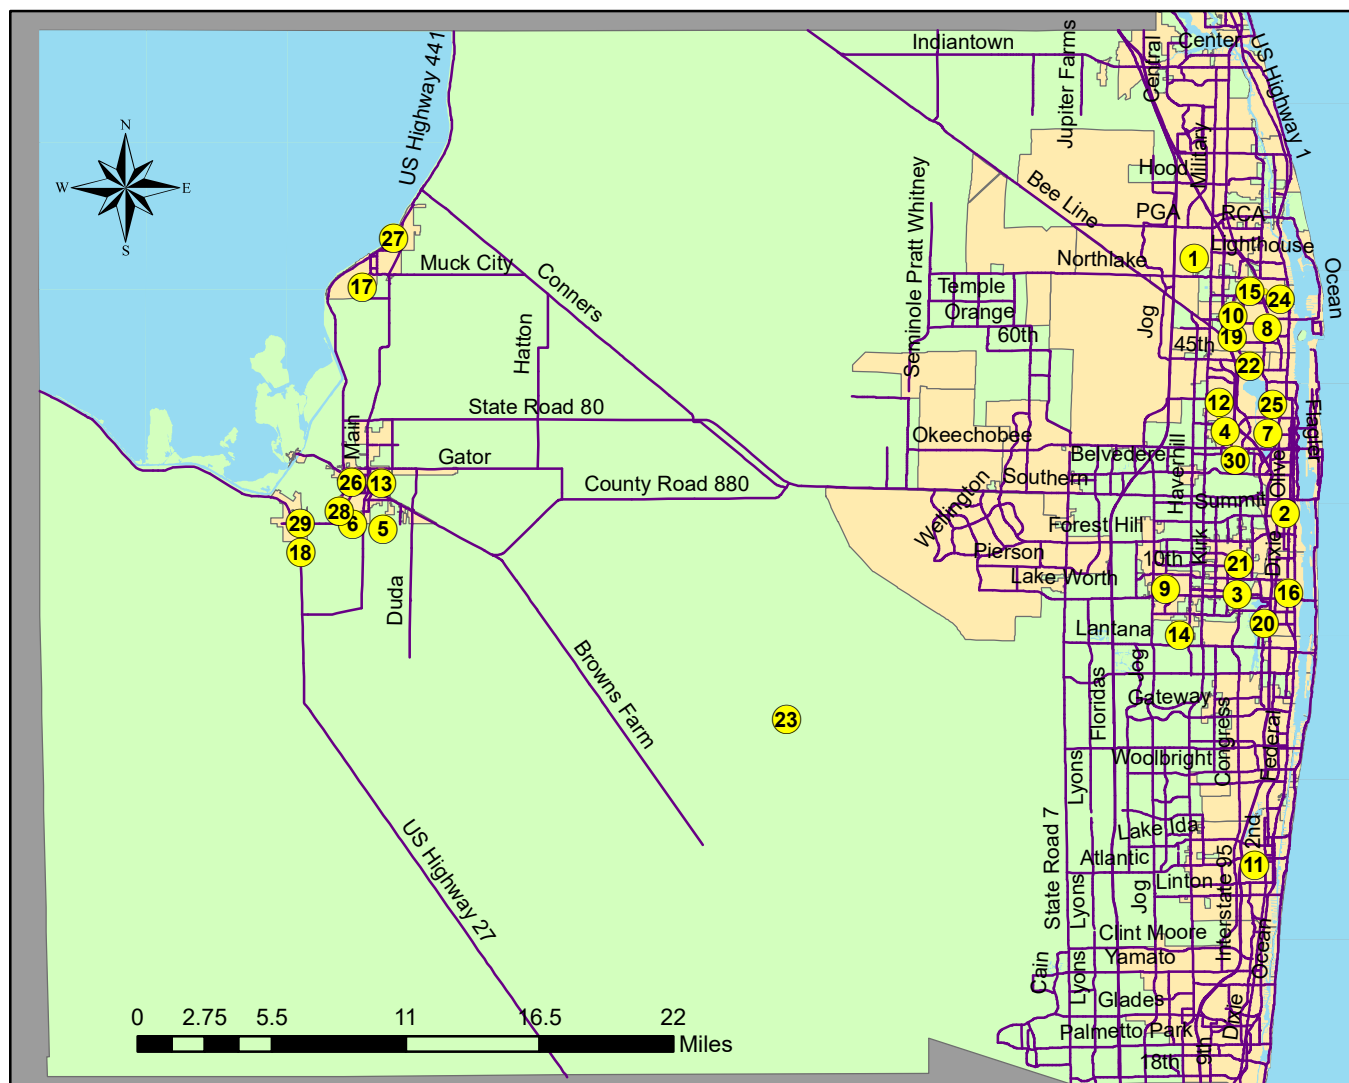 Indiantown
Center
US Highway 1
US Highway 441
Jupiter Farms
Central
Military
N
W
E
S
Hood
Bee Line
Seminole Pratt Whitney
PGA
RCA
27
Muck City
Northlake
1
Lighthouse
Ocean
17
Conners
Temple
15
24
Hatton
Orange
Jog
10
8
60th
45th
19
22
State Road 80
12
25
Flagler
Main
Okeechobee
4
7
Gator
Belvedere
Haverhill
30
Olive
26
13
County Road 880
Southern
Summit
28
Wellington
2
29
6
5
Forest Hill
18
Pierson
10th
Kirk
21
Dixie
Lake Worth
9
3
16
Duda
Lantana
14
20
Jog
Browns Farm
23
Floridas
Gateway
Congress
Federal
Woolbright
Lyons
Lake Ida
2nd
US Highway 27
State Road 7
Atlantic
11
Lyons
Jog
Linton
Interstate 95
Clint Moore
Ocean
Cain
Yamato
Lyons
Glades
Dixie
0 2.75 5.5 11 16.5 22
Palmetto Park
Miles
9th
18th